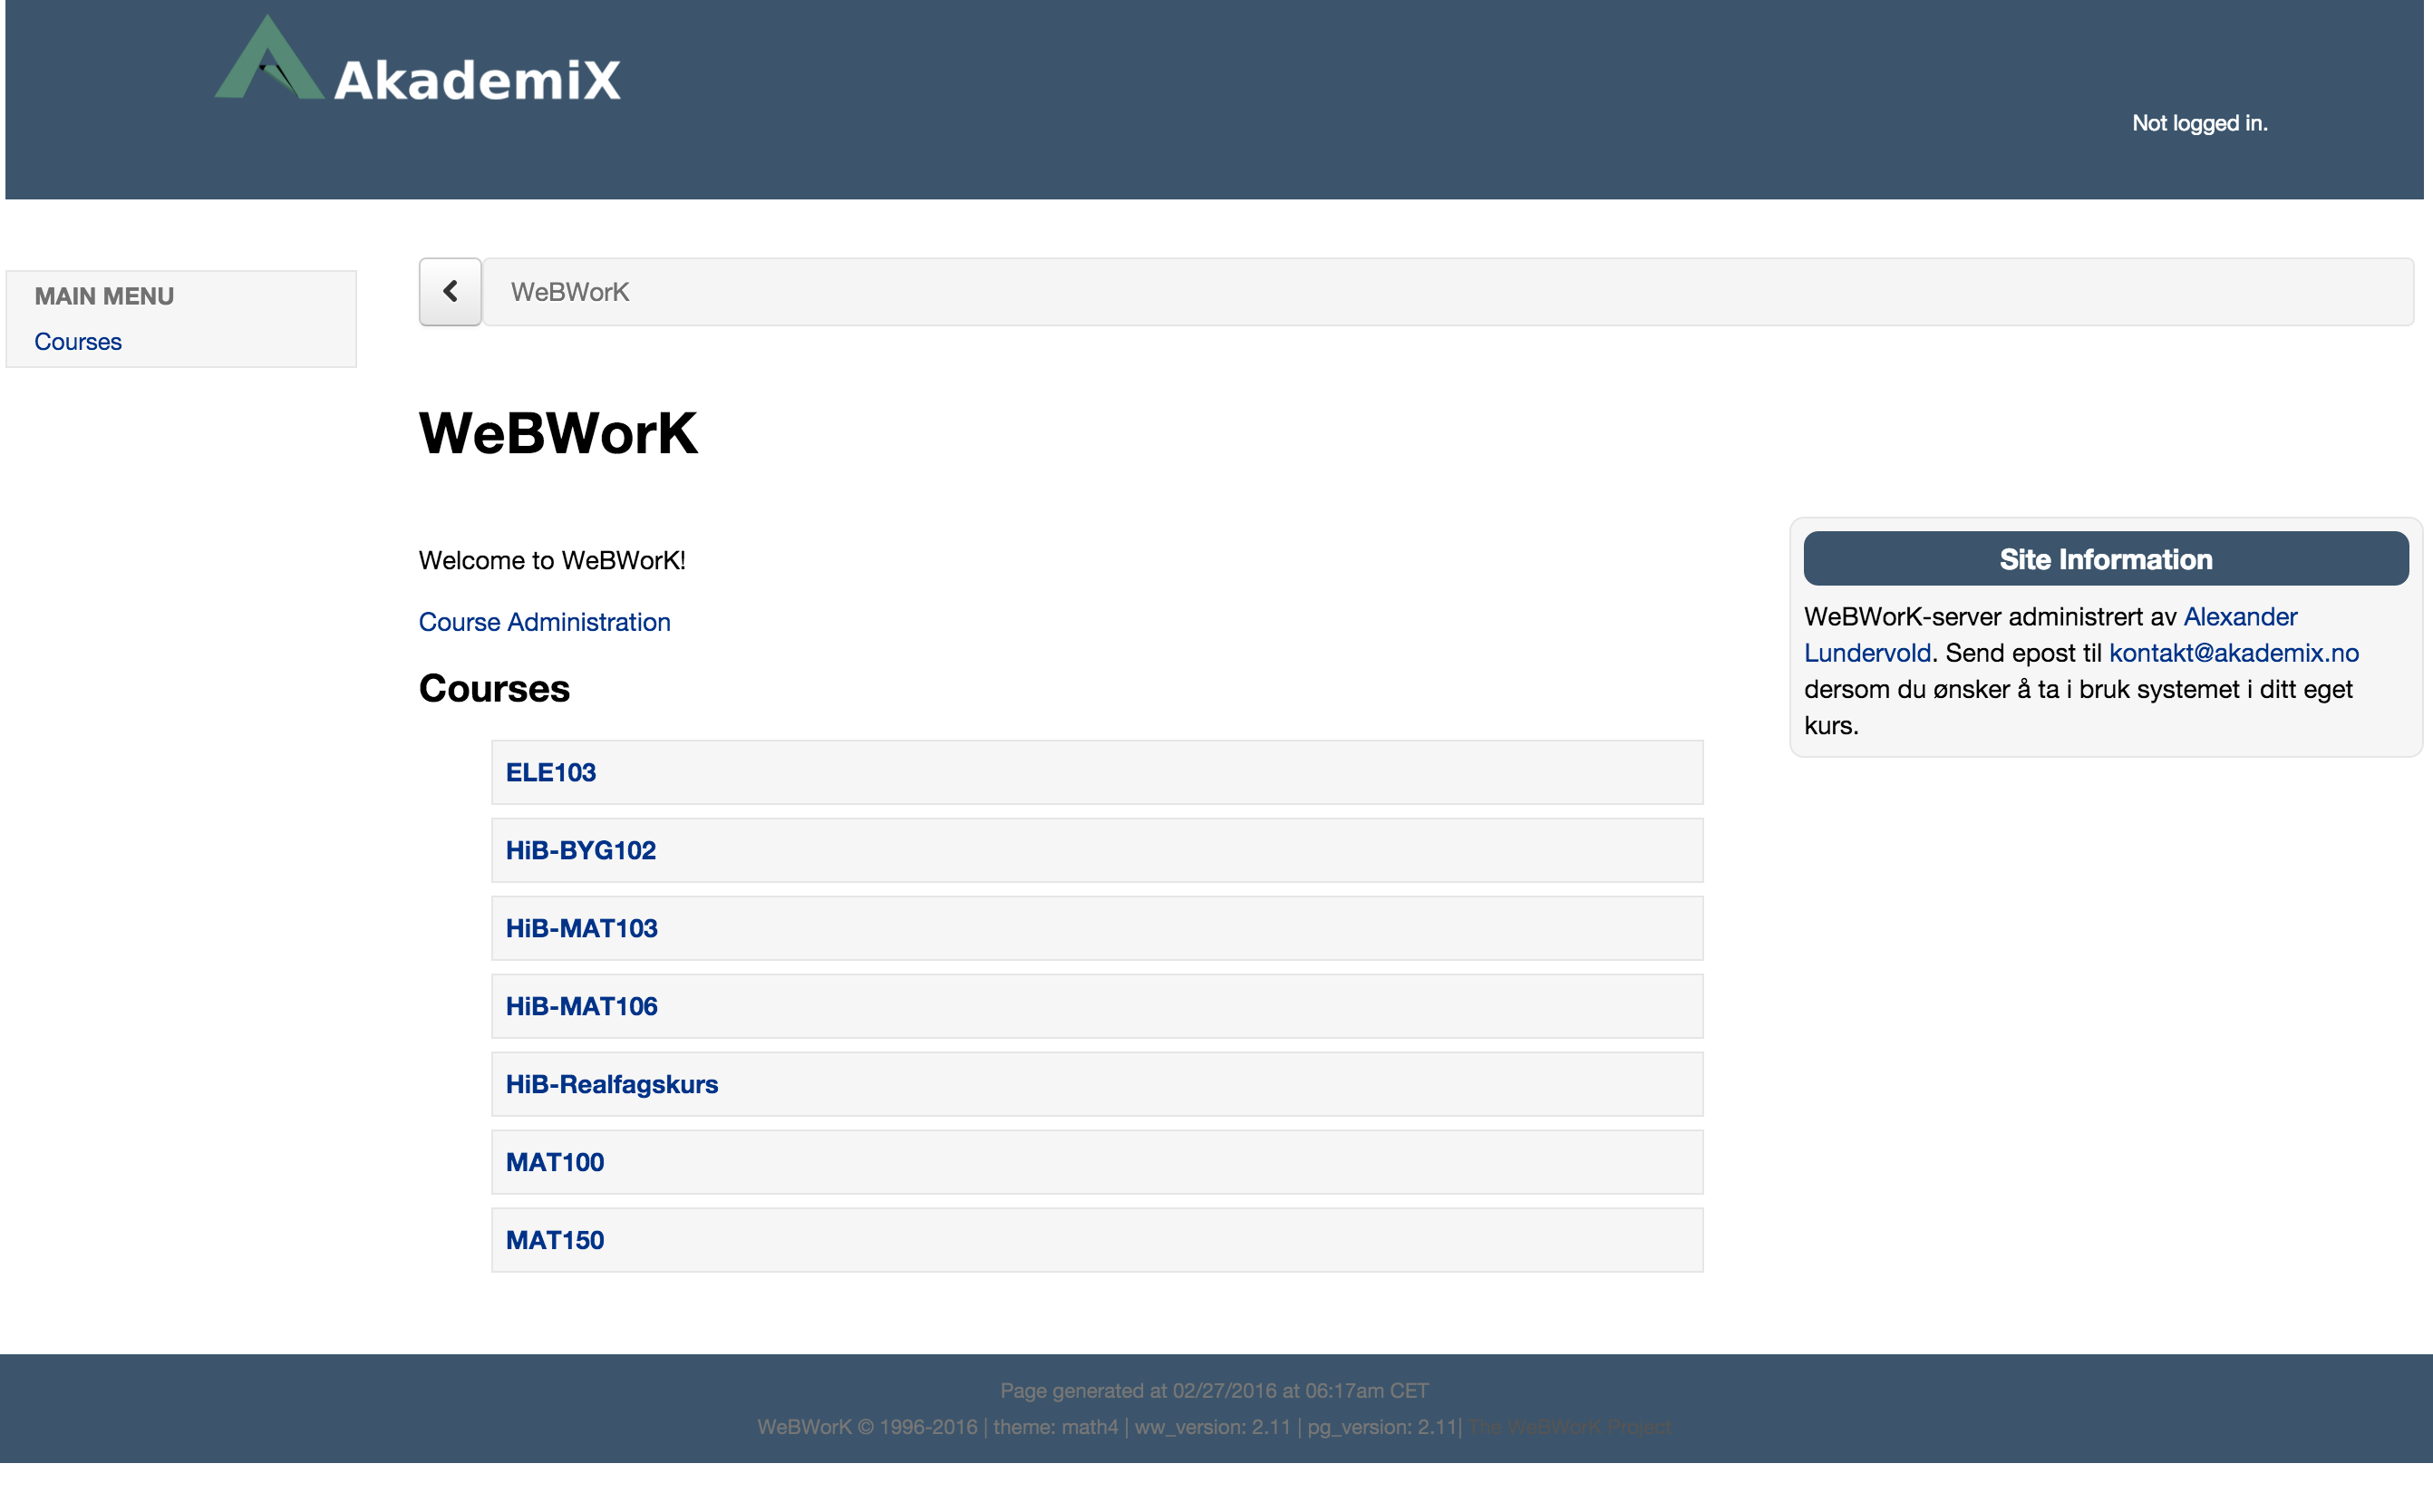 AkademiX
Not logged in.
MAIN MENU
Courses
WeBWorK
WeBWorK
Welcome to WeBWorK!
Course Administration
Courses
ELE103
HiB-BYG102
HiB-MAT103
HiB-MAT106
HiB-Realfagskurs
MAT100
MAT150
Site Information
WeBWorK-server administrert av Alexander
Lundervold. Send epost til kontakt@akademix.no
dersom du ønsker å ta i bruk systemet i ditt eget
kurs.
Page generated at 02/27/2016 at 06:17am CET
WeBWorK © 1996-2016 | theme: math4 | ww_version: 2.11 | pg_version: 2.11| The WeBWorK Project